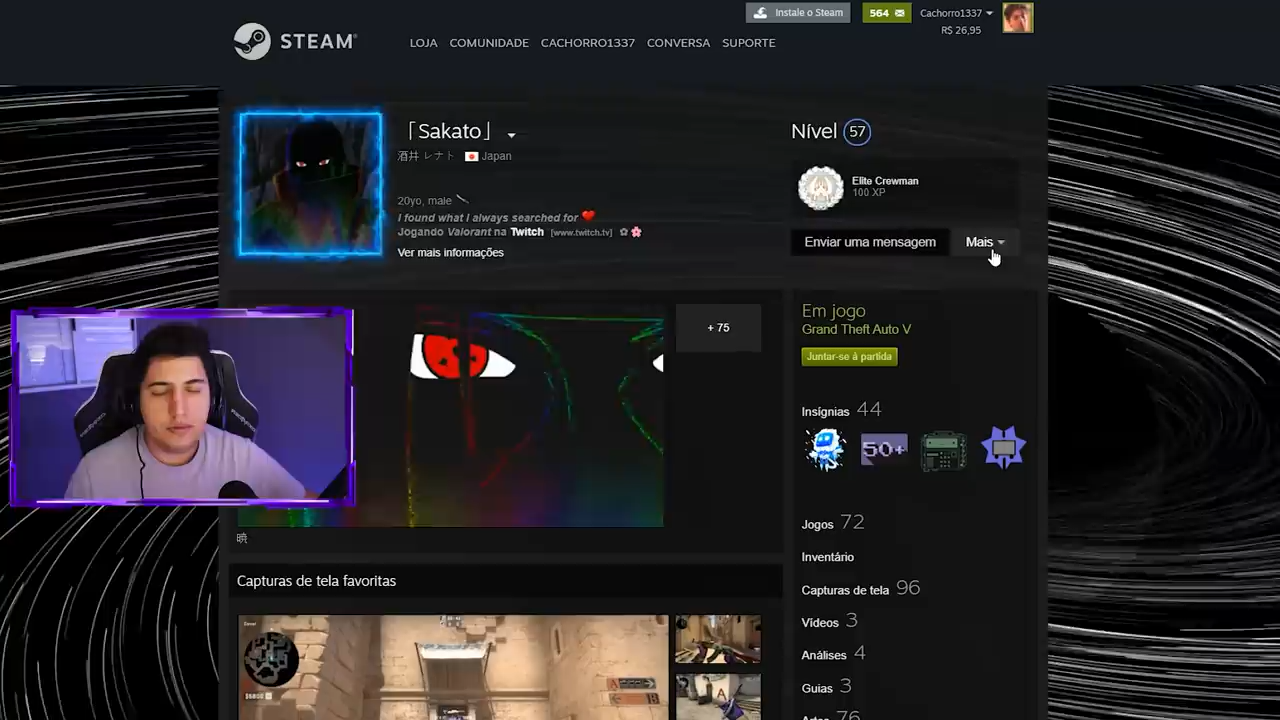 Instale o Steam
564
Cachorro1337
R$ 26,95
STEAM
LOJA COMUNIDADE CACHORRO1337 CONVERSA SUPORTE
「Sakato」
酒井 レナト Japan
20yo, male
I found what I always searched for
Jogando Valorant na Twitch [www.twitch.tv]
Ver mais informações
Nível 57
Elite Crewman
100 XP
Enviar uma mensagem
Mais
+ 75
暁
Em jogo
Grand Theft Auto V
Juntar-se à partida
Insígnias 44
50+
Jogos 72
Inventário
Capturas de tela 96
Vídeos 3
Análises 4
Guias 3
Artes 76
Capturas de tela favoritas
A
B
A